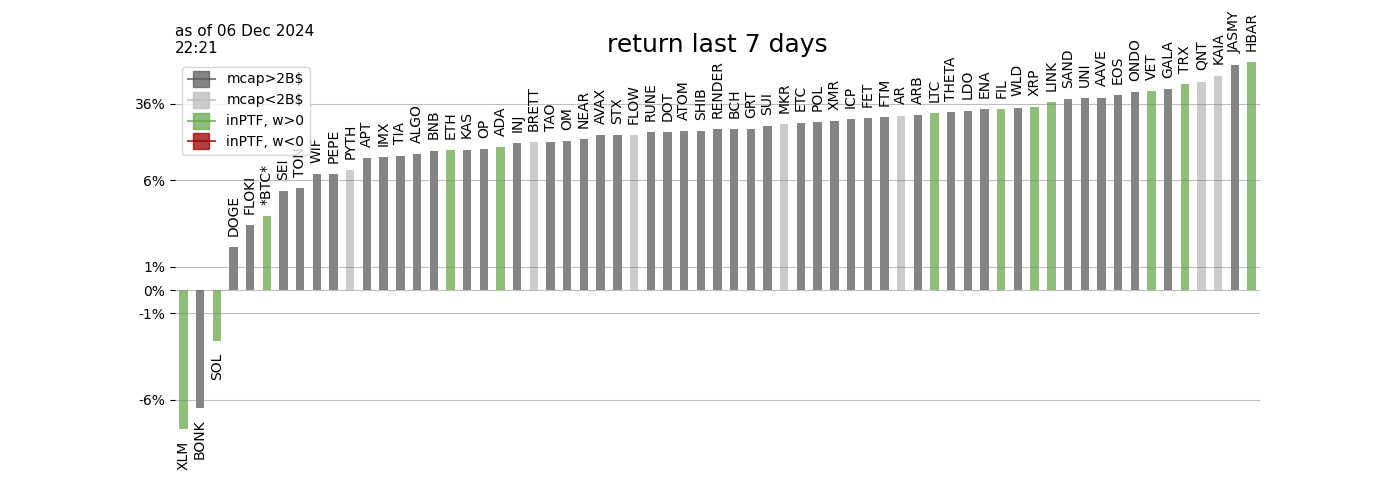 as of 06 Dec 2024
22:21
return last 7 days
mcap>2B$
mcap<2B$
inPTF, w>0
inPTF, w<0
36%
6%
1%
0%
-1%
-6%
XLM
BONK
SOL
DOGE
FLOKI
*BTC*
SEI
TON
WIF
PEPE
PYTH
APT
IMX
TIA
ALGO
BNB
ETH
KAS
OP
ADA
INJ
BRETT
TAO
OM
NEAR
AVAX
STX
FLOW
RUNE
DOT
ATOM
SHIB
RENDER
BCH
GRT
SUI
MKR
ETC
POL
XMR
ICP
FET
FTM
AR
ARB
LTC
THETA
LDO
ENA
FIL
WLD
XRP
LINK
SAND
UNI
AAVE
EOS
ONDO
VET
GALA
TRX
QNT
KAIA
JASMY
HBAR